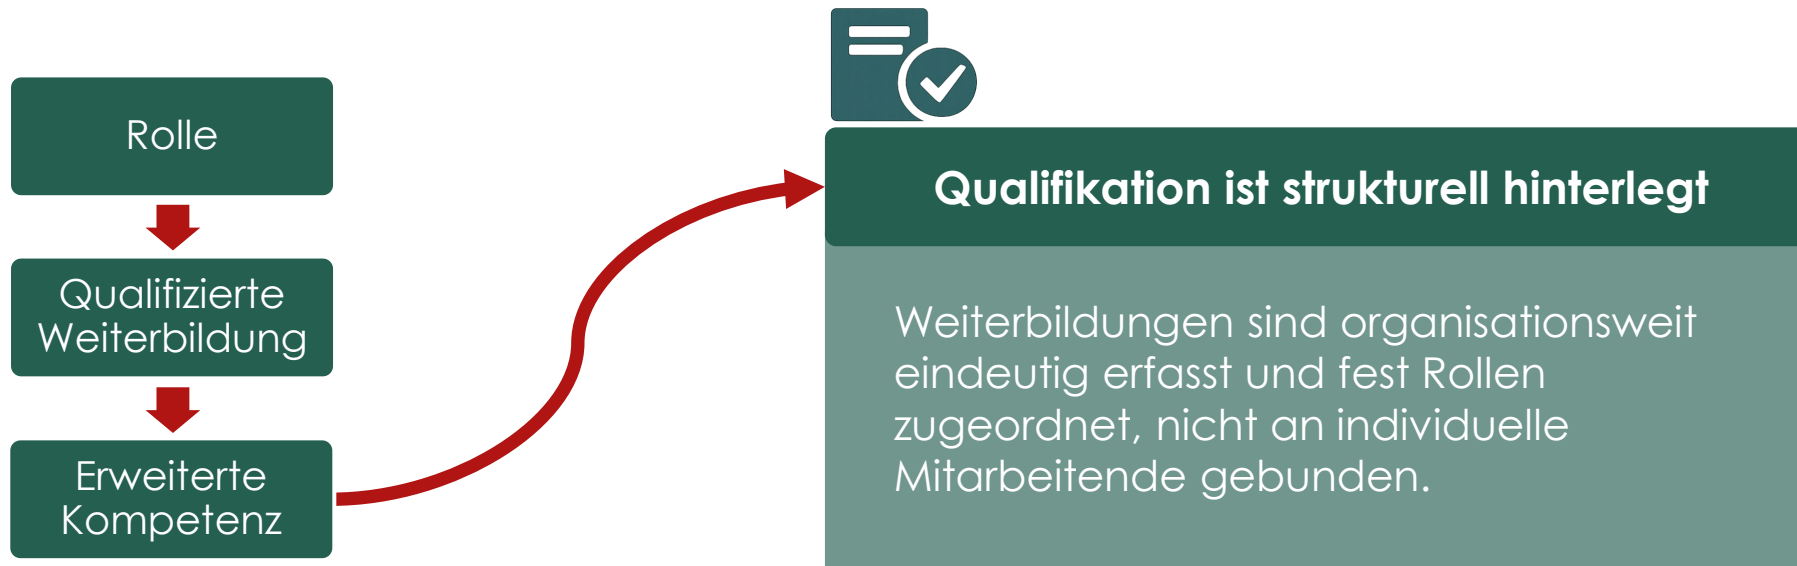 Rolle
Qualifizierte
Weiterbildung
Erweiterte
Kompetenz
Qualifikation ist strukturell hinterlegt
Weiterbildungen sind organisationsweit
eindeutig erfasst und fest Rollen
zugeordnet, nicht an individuelle
Mitarbeitende gebunden.